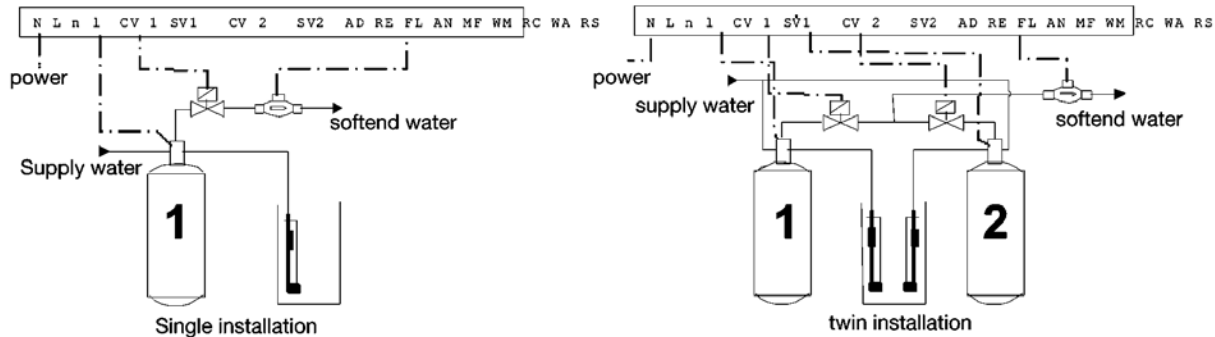 N L n l CV 1 SV1 CV 2 SV2 AD RE FL AN MF WM RC WA RS
power
softend water
Supply water
1
Single installation
N L n l CV 1 SV1 CV 2 SV2 AD RE FL AN MF WM RC WA RS
power
supply water
softend water
1
2
twin installation